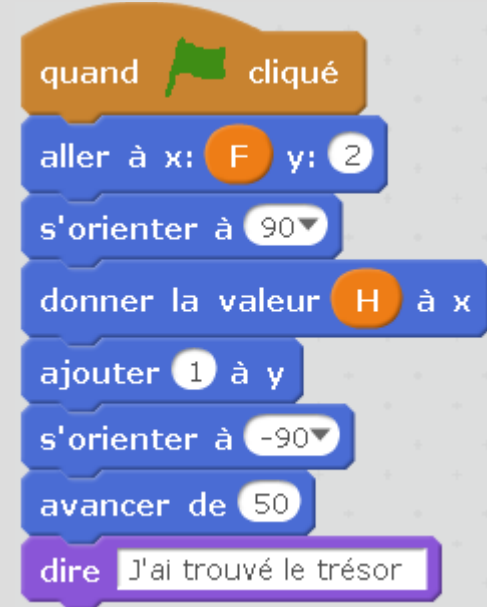 quand cliqué
aller à x: F y: 2
s'orienter à 90
donner la valeur H à x
ajouter 1 à y
s'orienter à -90
avancer de 50
dire J'ai trouvé le trésor